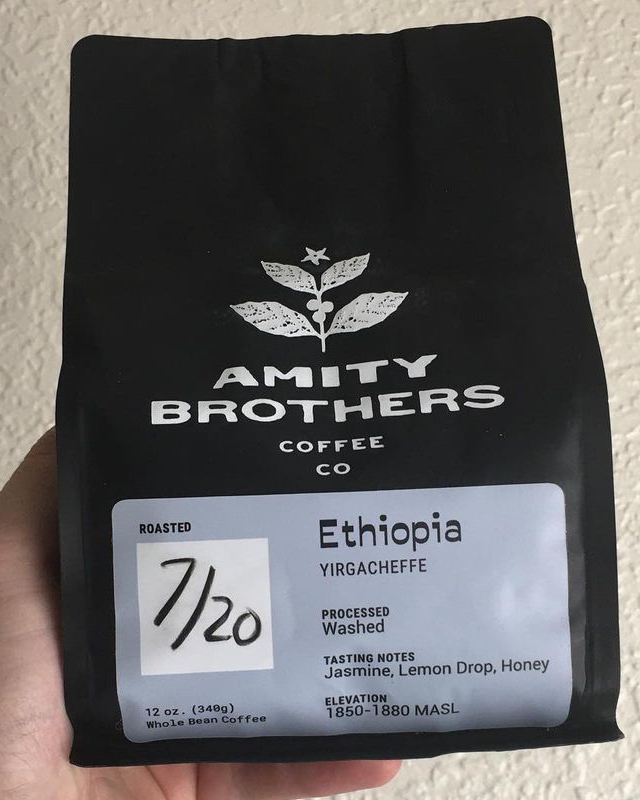 AMITY
BROTHERS
COFFEE
CO
ROASTED
7/20
12 oz. (340g)
Whole Bean Coffee
Ethiopia
YIRGACHEFFE
PROCESSED
Washed
TASTING NOTES
Jasmine, Lemon Drop, Honey
ELEVATION
1850-1880 MASL